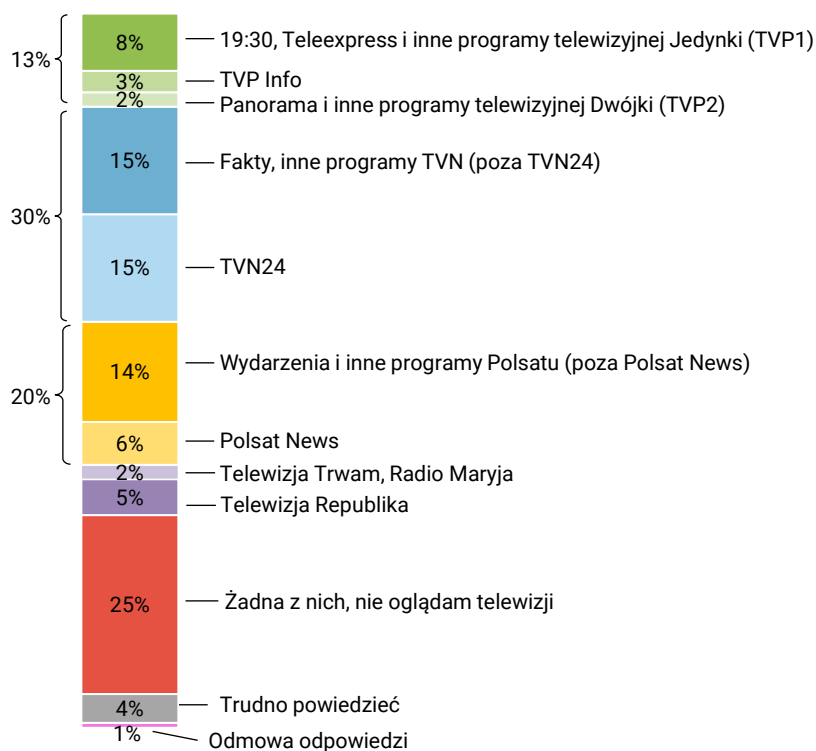 8% 19:30, Teleexpress i inne programy telewizyjnej Jedynki (TVP1)
13%
3% TVP Info
2% Panorama i inne programy telewizyjnej Dwójki (TVP2)
15% Fakty, inne programy TVN (poza TVN24)
30%
15% TVN24
14% Wydarzenia i inne programy Polsatu (poza Polsat News)
20%
6% Polsat News
2% Telewizja Trwam, Radio Maryja
5% Telewizja Republika
25% Żadna z nich, nie oglądam telewizji
4% Trudno powiedzieć
1% Odmowa odpowiedzi